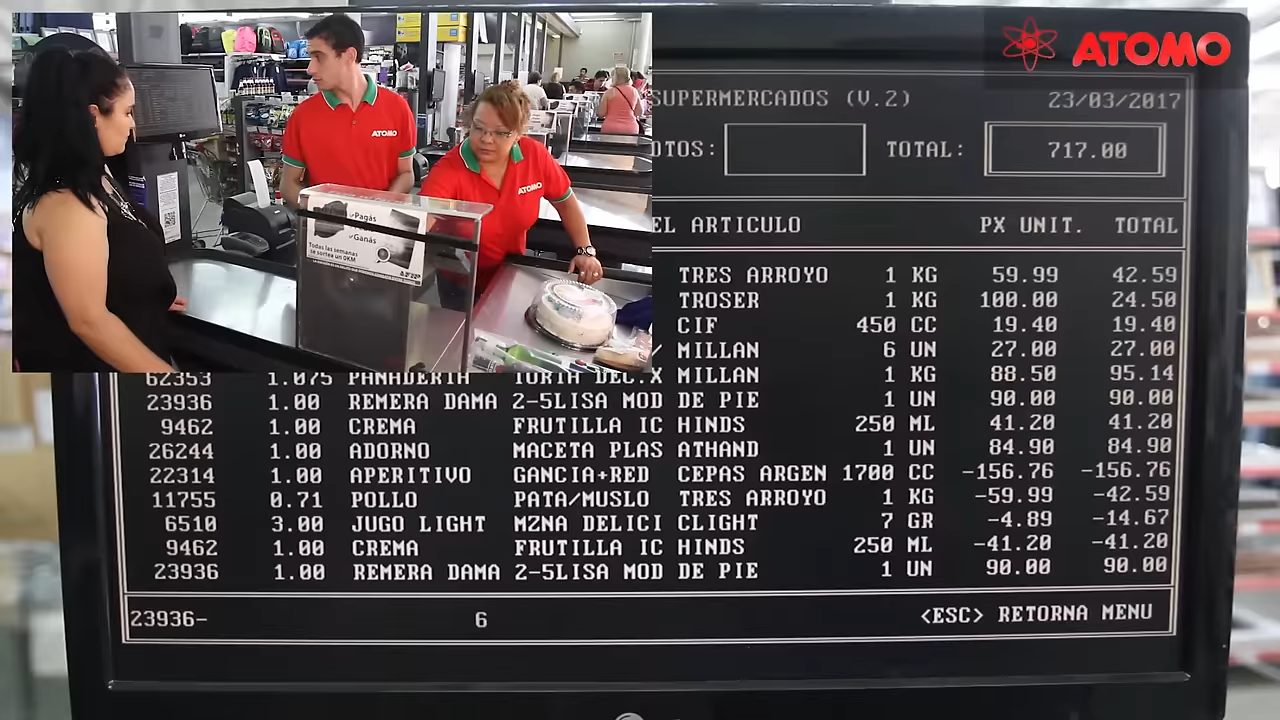 ATOMO
SUPERMERCADOS (V.2) 23/03/2017
OTOS: TOTAL: 717.00
EL ARTICULO PX UNIT. TOTAL
TRES ARROYO 1 KG 59.99 42.59
TROSER 1 KG 100.00 24.50
CIF 450 CC 19.40 19.40
MILLAN 6 UN 27.00 27.00
62353 1.075 PANADERIA TORTA DEC.X MILLAN 1 KG 88.50 95.14
23936 1.00 REMERA DAMA 2-5LISA MOD DE PIE 1 UN 90.00 90.00
9462 1.00 CREMA FRUTILLA IC HINDS 250 ML 41.20 41.20
26244 1.00 ADORNO MACETA PLAS ATHAND 1 UN 84.90 84.90
22314 1.00 APERITIVO GANCIA+RED CEPAS ARGEN 1700 CC -156.76 -156.76
11755 0.71 POLLO PATA/MUSLO TRES ARROYO 1 KG -59.99 -42.59
6510 3.00 JUGO LIGHT MZNA DELICI CLIGHT 7 GR -4.89 -14.67
9462 1.00 CREMA FRUTILLA IC HINDS 250 ML -41.20 -41.20
23936 1.00 REMERA DAMA 2-5LISA MOD DE PIE 1 UN 90.00 90.00
23936- 6 <ESC> RETORNA MENU
ATOMO
ATOMO
Pagás
Ganás
Todas las semanas
se sortea un 0KM